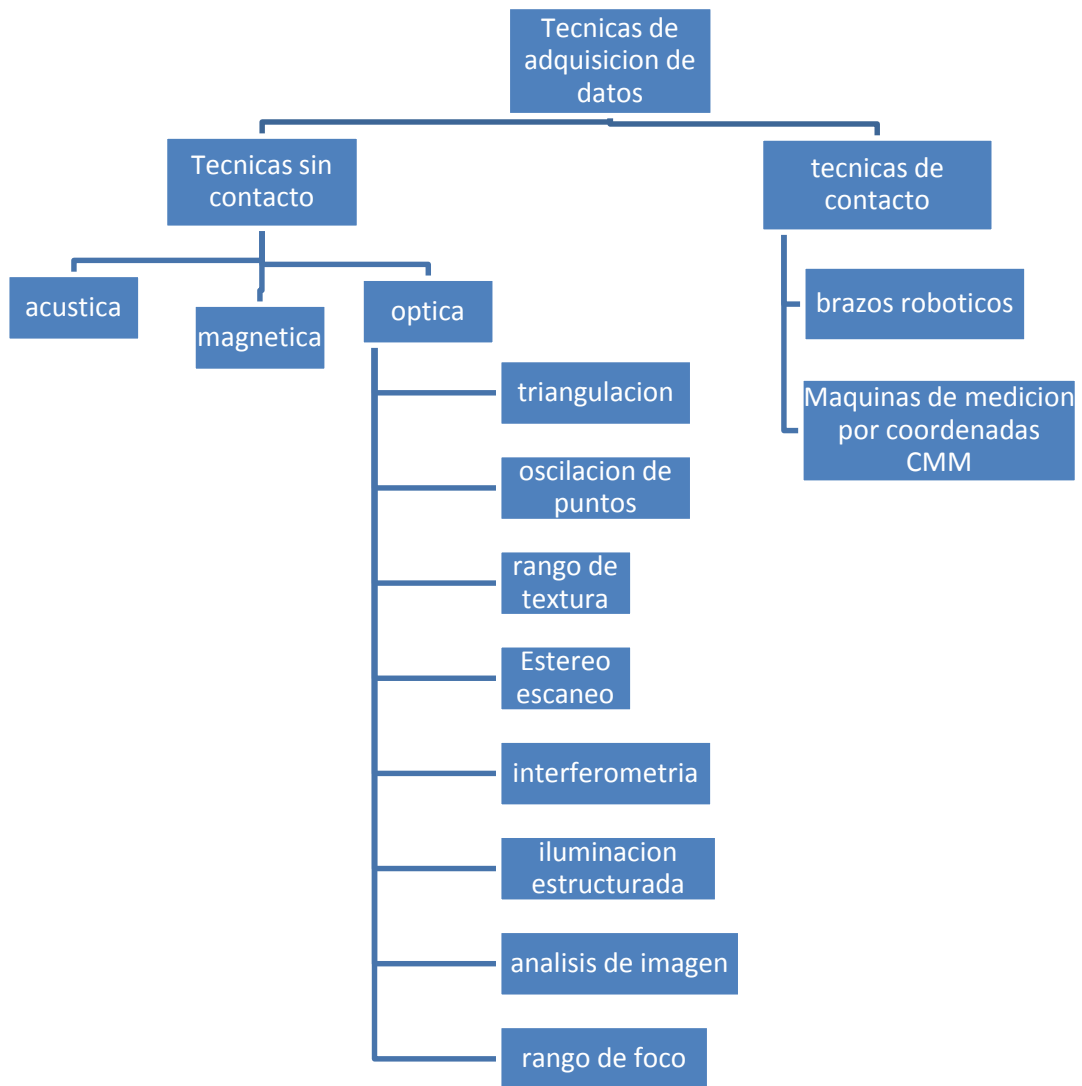 Tecnicas de
adquisicion de
datos
Tecnicas sin
contacto
tecnicas de
contacto
acustica
magnetica
optica
brazos roboticos
Maquinas de medicion
por coordenadas
CMM
triangulacion
oscilacion de
puntos
rango de
textura
Estereo
escaneo
interferometria
iluminacion
estructurada
analisis de imagen
rango de foco